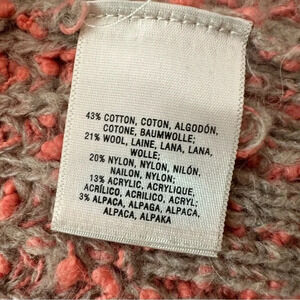 43% COTTON, COTON, ALGODÓN,
COTONE, BAUMWOLLE;
21% WOOL, LAINE, LANA, LANA,
WOLLE;
20% NYLON, NYLON, NILÓN,
NAILON, NYLON;
13% ACRYLIC, ACRYLIQUE,
ACRÍLICO, ACRILICO, ACRYL;
3% ALPACA, ALPAGA, ALPACA,
ALPACA, ALPAKA